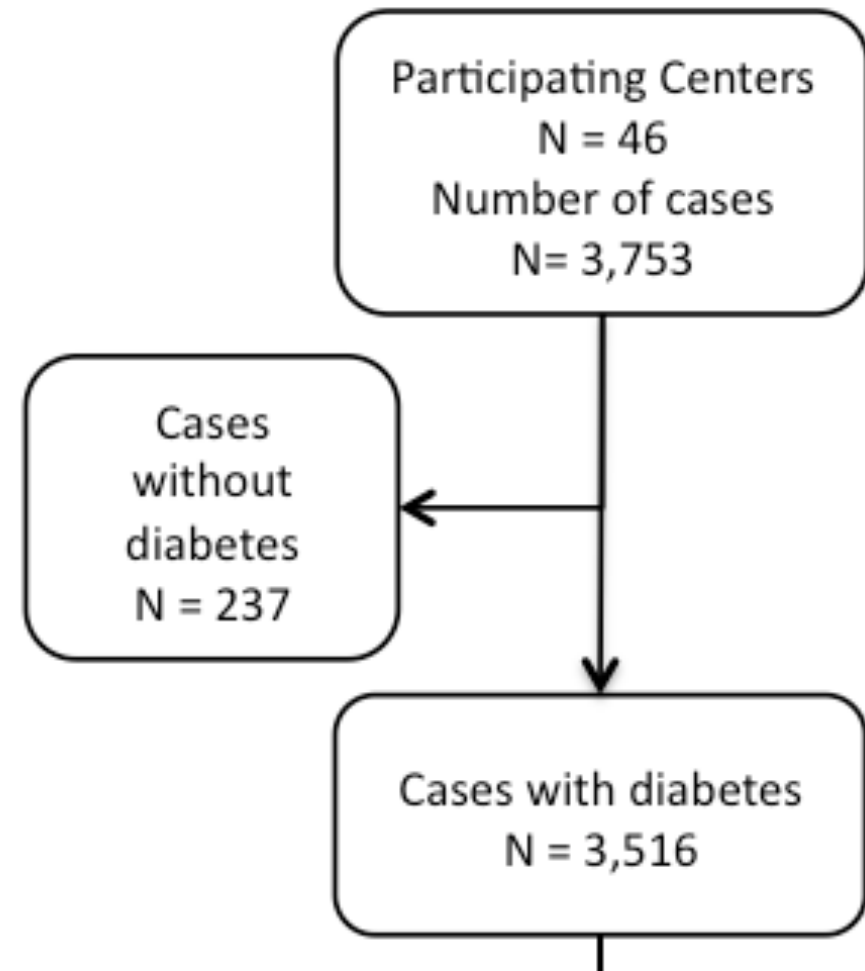 Participating Centers
N = 46
Number of cases
N= 3,753
Cases
without
diabetes
N = 237
Cases with diabetes
N = 3,516